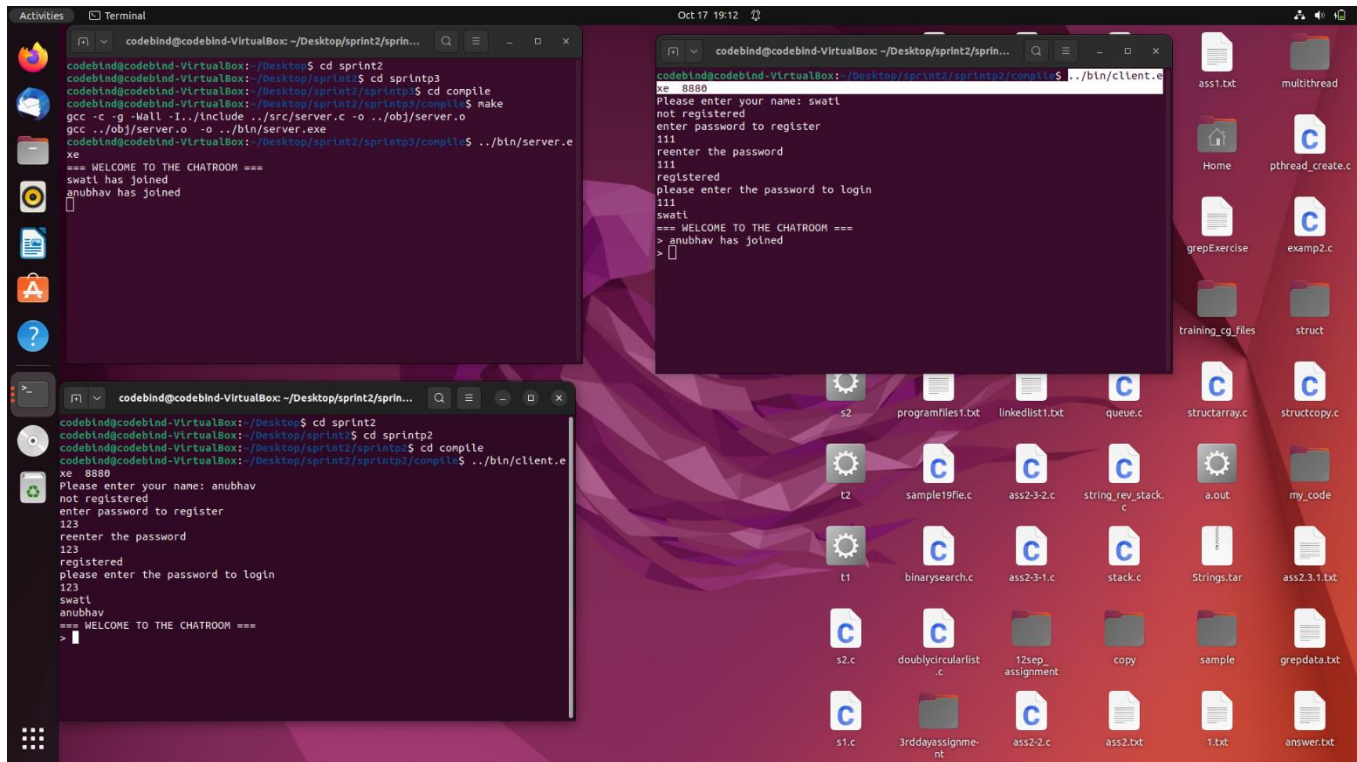 Activities
Terminal
Oct 17 19:12
codebind@codebind-VirtualBox: ~/Desktop/sprint2/sprin...
codebind@codebind-VirtualBox:~/Desktop$ cd sprint2
codebind@codebind-VirtualBox:~/Desktop/sprint2$ cd sprintp3
codebind@codebind-VirtualBox:~/Desktop/sprint2/sprintp3$ cd compile
codebind@codebind-VirtualBox:~/Desktop/sprint2/sprintp3/compile$ make
gcc -c -g -Wall -I../include ../src/server.c -o ../obj/server.o
gcc ../obj/server.o -o ../bin/server.exe
codebind@codebind-VirtualBox:~/Desktop/sprint2/sprintp3/compile$ ../bin/server.e
xe
=== WELCOME TO THE CHATROOM ===
swati has joined
anubhav has joined
codebind@codebind-VirtualBox: ~/Desktop/sprint2/sprin...
codebind@codebind-VirtualBox:~/Desktop/sprint2/sprintp2/compile$ ../bin/client.e
xe 8880
Please enter your name: swati
not registered
enter password to register
111
reenter the password
111
registered
please enter the password to login
111
swati
=== WELCOME TO THE CHATROOM ===
> anubhav has joined
>
codebind@codebind-VirtualBox: ~/Desktop/sprint2/sprin...
codebind@codebind-VirtualBox:~/Desktop$ cd sprint2
codebind@codebind-VirtualBox:~/Desktop/sprint2$ cd sprintp2
codebind@codebind-VirtualBox:~/Desktop/sprint2/sprintp2$ cd compile
codebind@codebind-VirtualBox:~/Desktop/sprint2/sprintp2/compile$ ../bin/client.e
xe 8880
Please enter your name: anubhav
not registered
enter password to register
123
reenter the password
123
registered
please enter the password to login
123
swati
anubhav
=== WELCOME TO THE CHATROOM ===
>
ass1.txt
multithread
Home
pthread_create.c
grepExercise
examp2.c
training_cg_files
struct
s2
programfiles1.txt
linkedlist1.txt
queue.c
structarray.c
structcopy.c
t2
sample19fie.c
ass2-3-2.c
string_rev_stack.
c
a.out
my_code
t1
binarysearch.c
ass2-3-1.c
stack.c
Strings.tar
ass2.3.1.txt
s2.c
doublycircularlist
.c
12sep_
assignment
copy
sample
grepdata.txt
s1.c
3rddayassignme-
nt
ass2-2.c
ass2.txt
1.txt
answer.txt